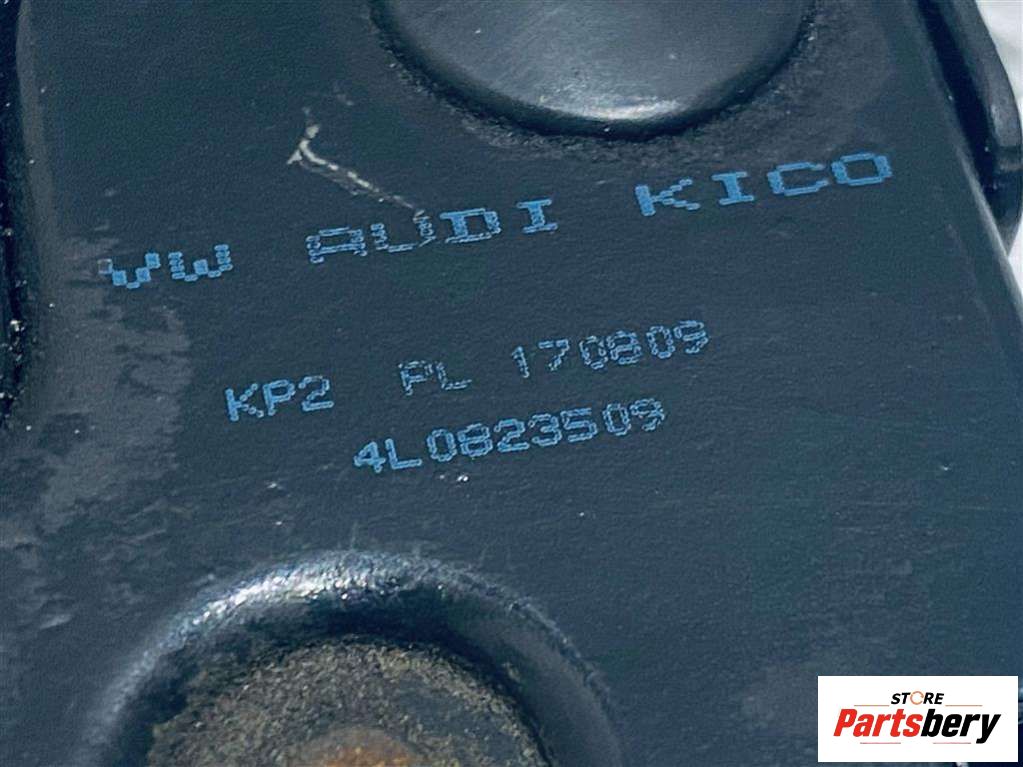 VW AUDI KICO
KP2 PL 170809
4L0823509
STORE
Partsbery